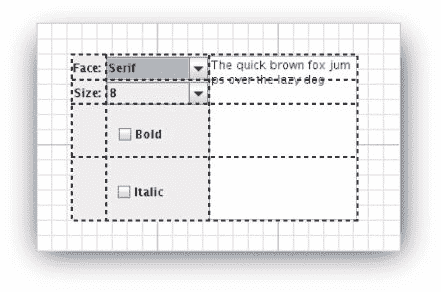 Face: Serif
The quick brown fox jum
ps over the lazy dog
Size: 8
Bold
Italic